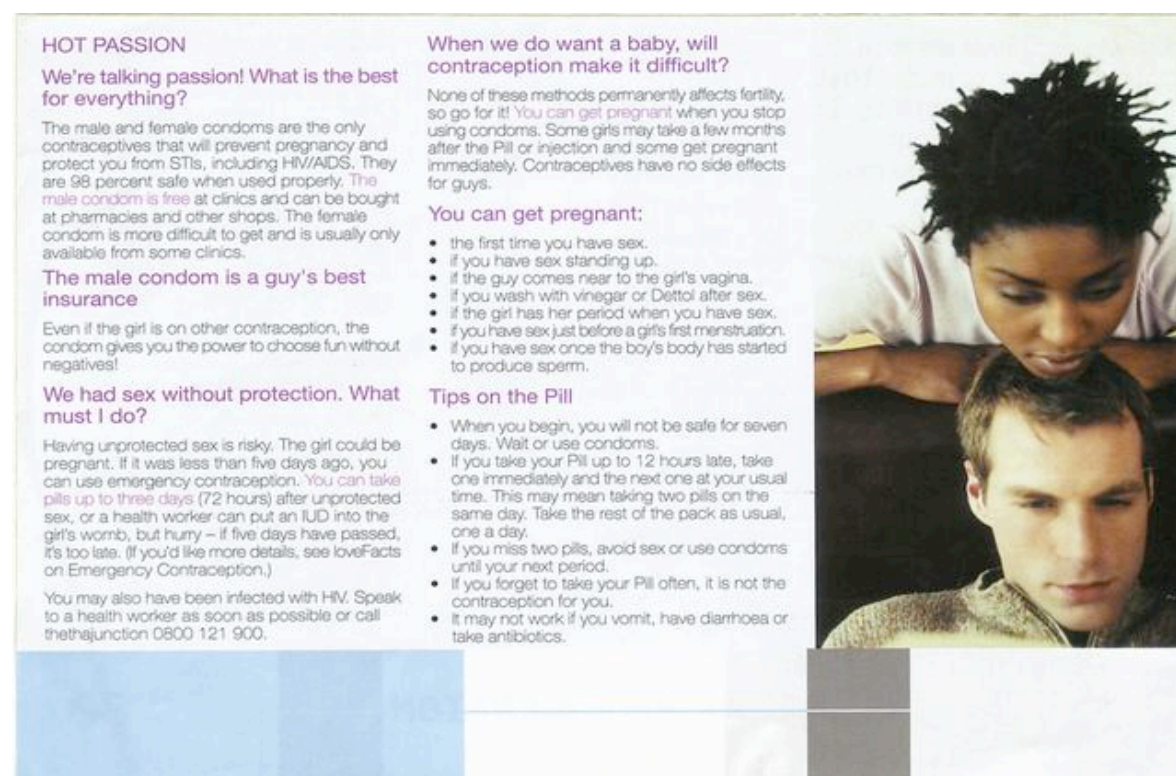 HOT PASSION
We're talking passion! What is the best
for everything?
The male and female condoms are the only
contraceptives that will prevent pregnancy and
protect you from STIs, including HIV/AIDS. They
are 98 percent safe when used properly. The
male condom is free at clinics and can be bought
at pharmacies and other shops. The female
condom is more difficult to get and is usually only
available from some clinics.
The male condom is a guy's best
insurance
Even if the girl is on other contraception, the
condom gives you the power to choose fun without
negatives!
We had sex without protection. What
must I do?
Having unprotected sex is risky. The girl could be
pregnant. If it was less than five days ago, you
can use emergency contraception. You can take
pills up to three days (72 hours) after unprotected
sex, or a health worker can put an IUD into the
girl's womb, but hurry – if five days have passed,
it's too late. (If you'd like more details, see loveFacts
on Emergency Contraception.)
You may also have been infected with HIV. Speak
to a health worker as soon as possible or call
thethajunction 0800 121 900.
When we do want a baby, will
contraception make it difficult?
None of these methods permanently affects fertility,
so go for it! You can get pregnant when you stop
using condoms. Some girls may take a few months
after the Pill or injection and some get pregnant
immediately. Contraceptives have no side effects
for guys.
You can get pregnant:
• the first time you have sex.
• if you have sex standing up.
• if the guy comes near to the girl's vagina.
• if you wash with vinegar or Dettol after sex.
• if the girl has her period when you have sex.
• if you have sex just before a girl's first menstruation.
• if you have sex once the boy's body has started
to produce sperm.
Tips on the Pill
• When you begin, you will not be safe for seven
days. Wait or use condoms.
• If you take your Pill up to 12 hours late, take
one immediately and the next one at your usual
time. This may mean taking two pills on the
same day. Take the rest of the pack as usual,
one a day.
• If you miss two pills, avoid sex or use condoms
until your next period.
• If you forget to take your Pill often, it is not the
contraception for you.
• It may not work if you vomit, have diarrhoea or
take antibiotics.